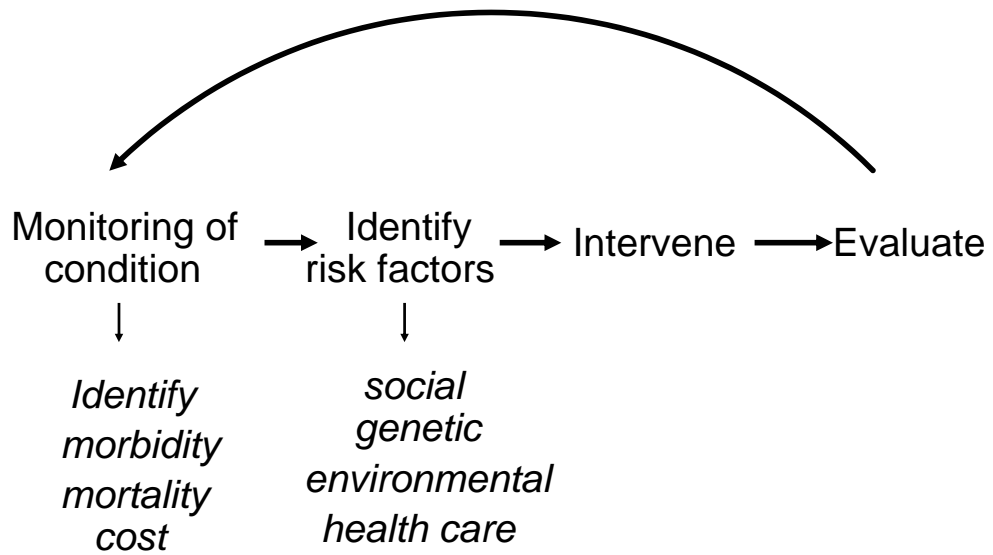 Monitoring of
condition
Identify
risk factors
Intervene
Evaluate
Identify
morbidity
mortality
cost
social
genetic
environmental
health care